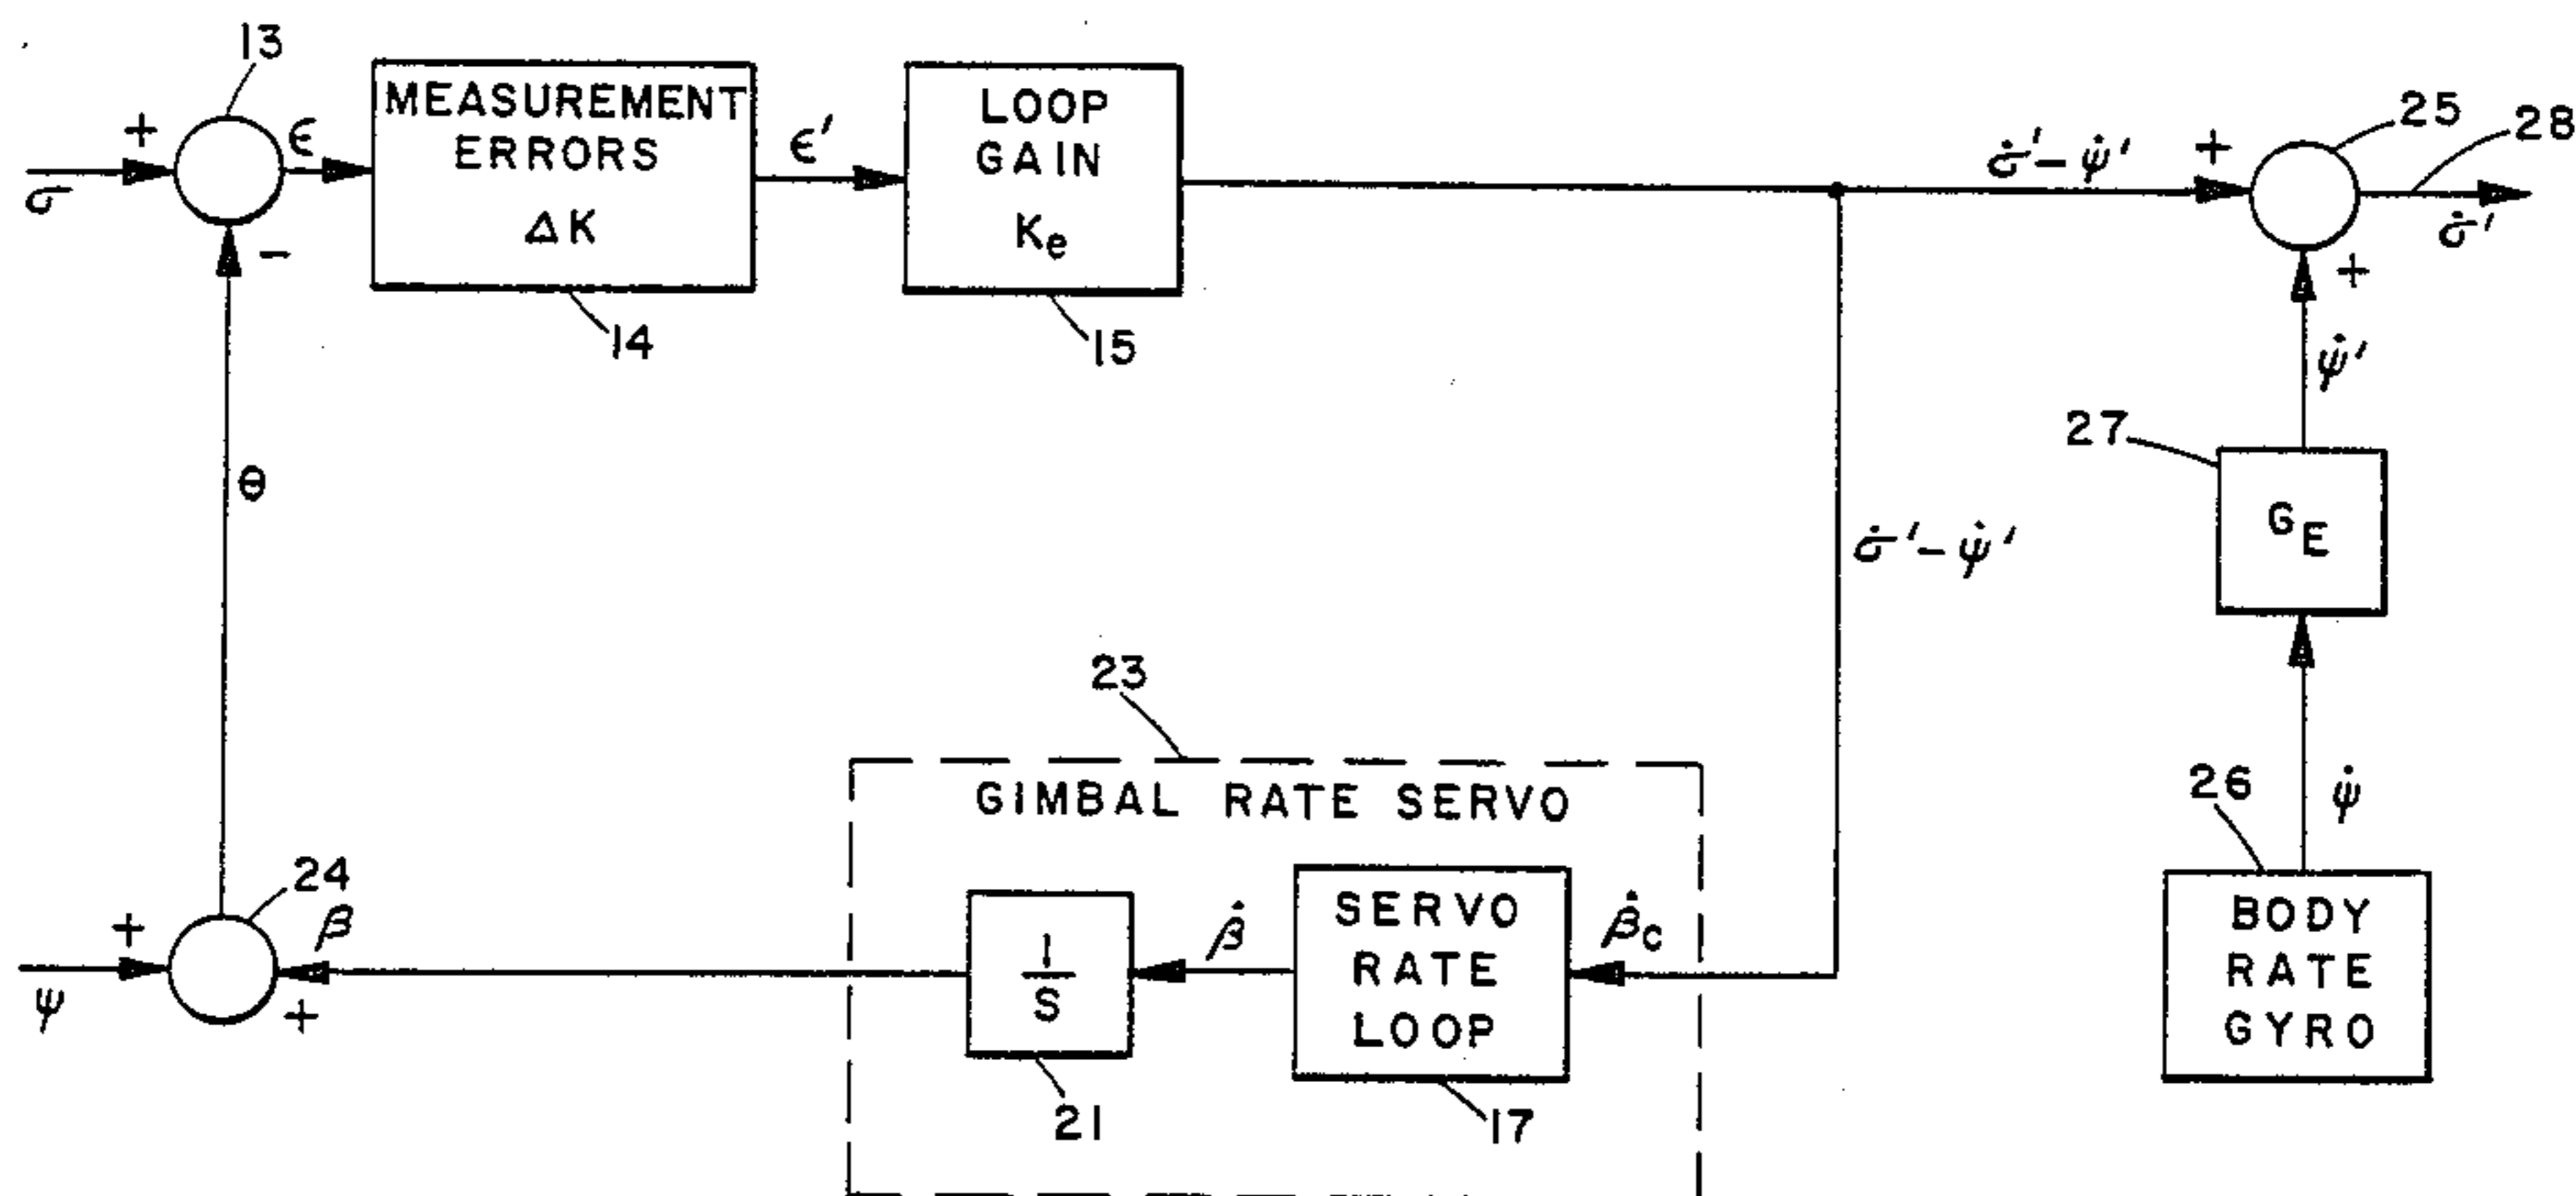 13
+
σ
ϵ
-
MEASUREMENT
ERRORS
ΔK
14
ϵ'
LOOP
GAIN
Ke
15
σ̇' - ψ̇'
+
25
28
σ̇'
+
ψ̇'
27
GE
ψ̇
26
BODY
RATE
GYRO
θ
σ̇' - ψ̇'
23
GIMBAL RATE SERVO
24
+
ψ
β
+
1
S
21
β̇
SERVO
RATE
LOOP
17
β̇c